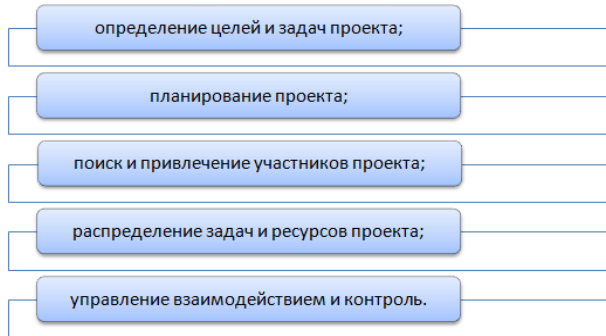 определение целей и задач проекта;
планирование проекта;
поиск и привлечение участников проекта;
распределение задач и ресурсов проекта;
управление взаимодействием и контроль.